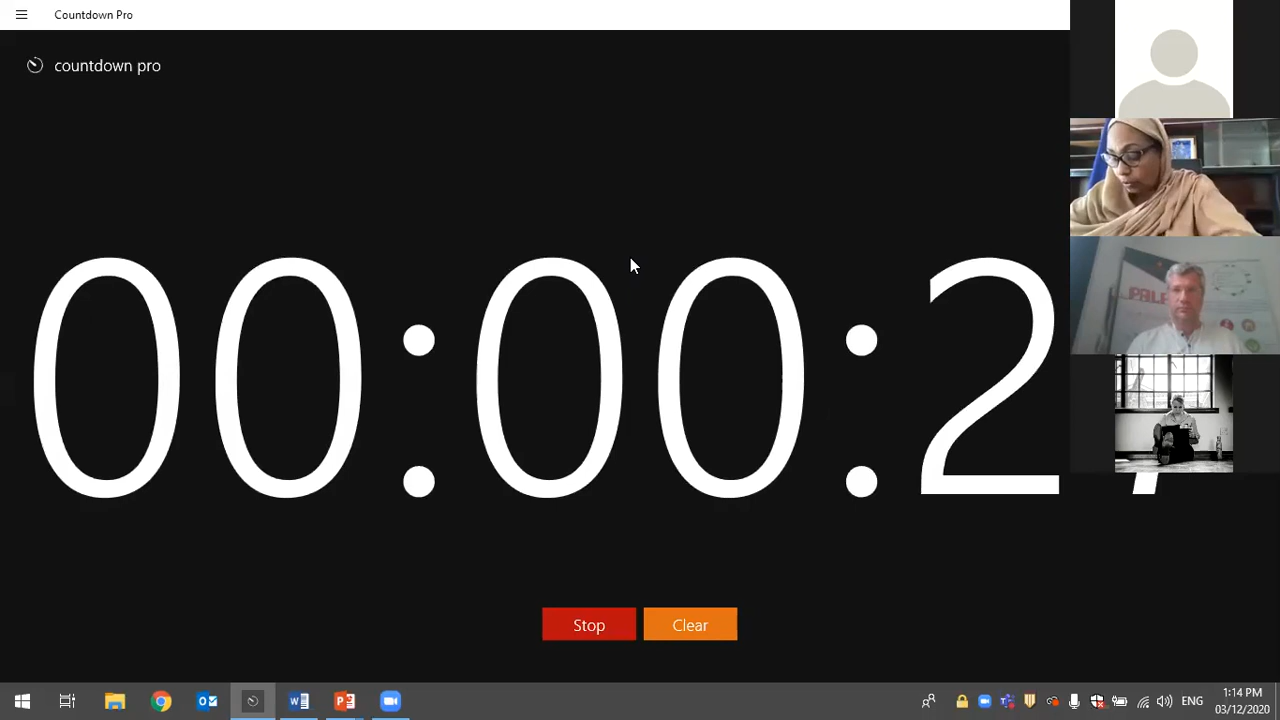 Countdown Pro
countdown pro
00:00:2
Stop
Clear
ENG
1:14 PM
03/12/2020